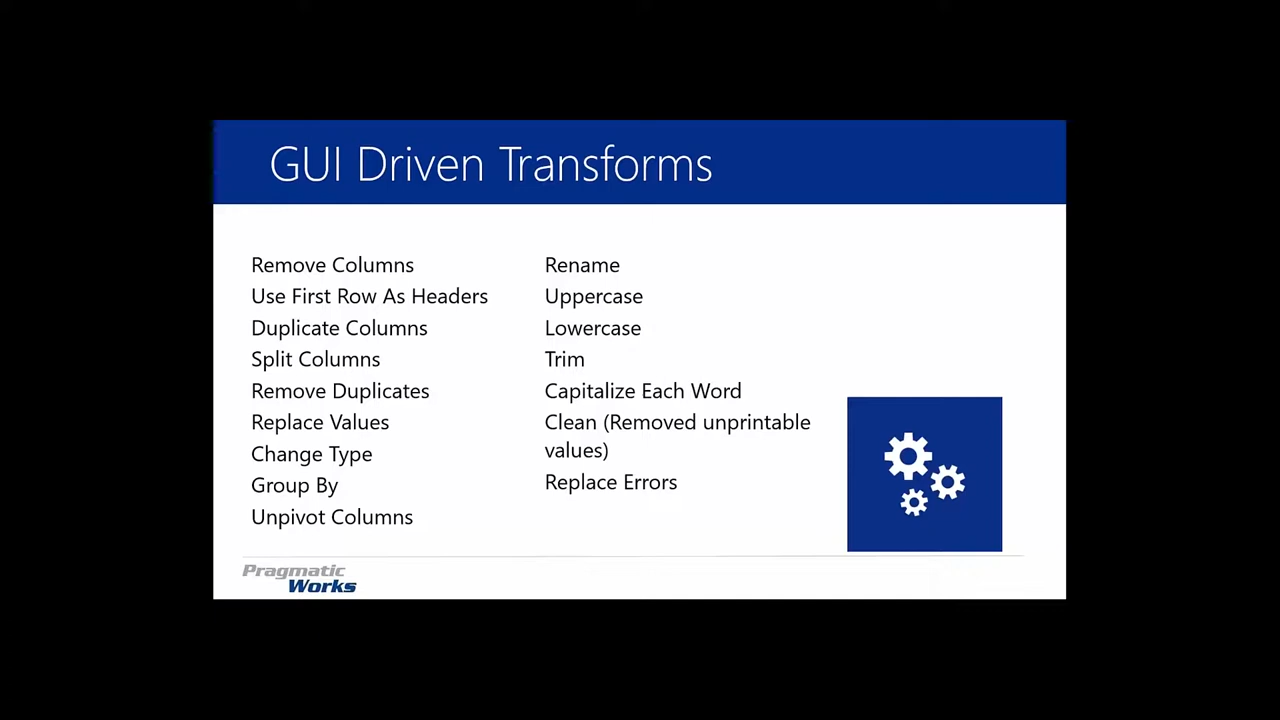 GUI Driven Transforms
Remove Columns
Use First Row As Headers
Duplicate Columns
Split Columns
Remove Duplicates
Replace Values
Change Type
Group By
Unpivot Columns
Rename
Uppercase
Lowercase
Trim
Capitalize Each Word
Clean (Removed unprintable
values)
Replace Errors
Pragmatic
Works